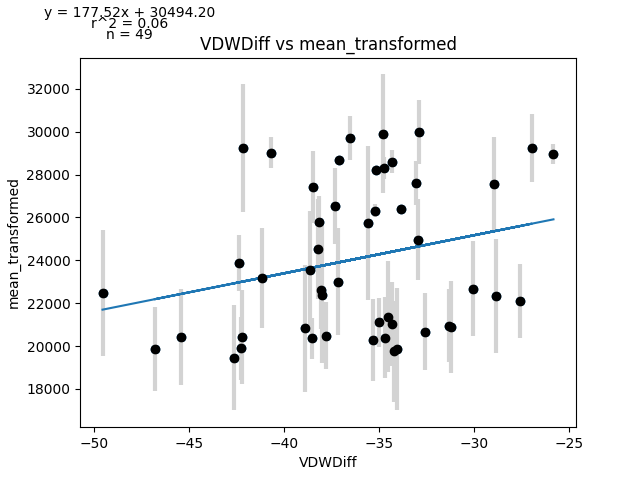 y = 177.52x + 30494.20
r^2 = 0.06
n = 49
VDWDiff vs mean_transformed
mean_transformed
32000
30000
28000
26000
24000
22000
20000
18000
−50
−45
−40
−35
−30
−25
VDWDiff